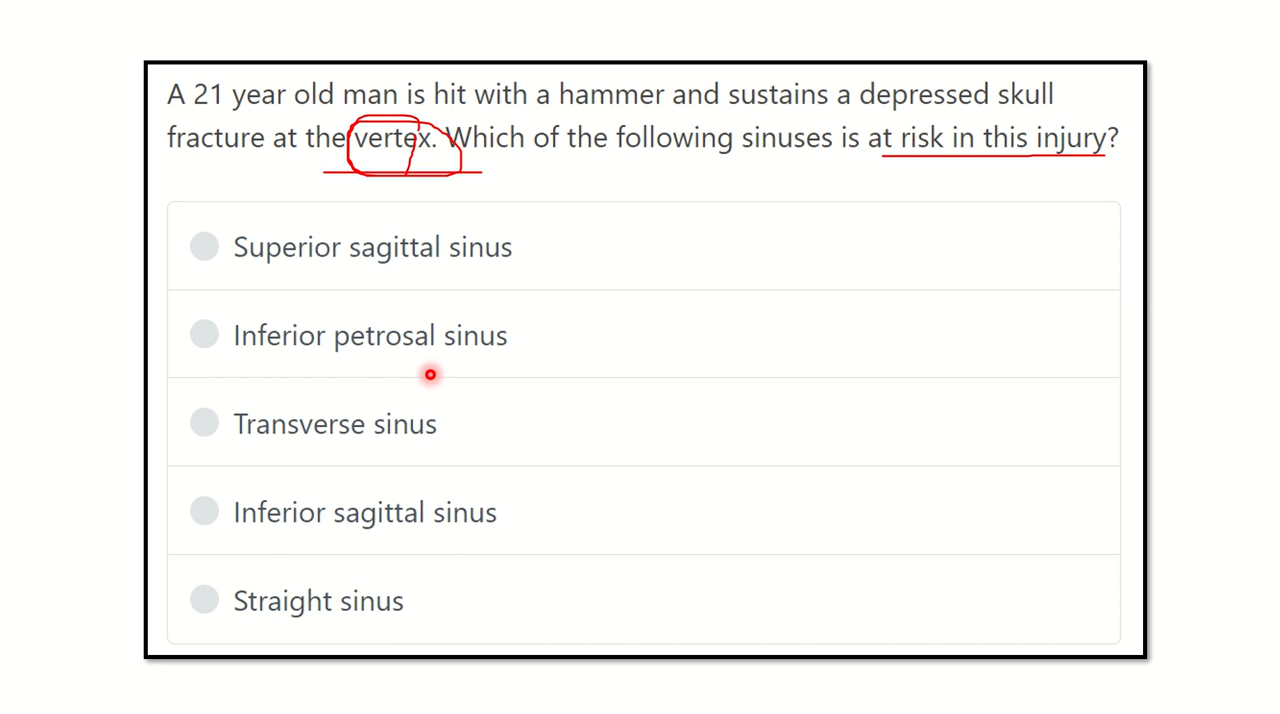 A 21 year old man is hit with a hammer and sustains a depressed skull
fracture at the vertex. Which of the following sinuses is at risk in this injury?
Superior sagittal sinus
Inferior petrosal sinus
Transverse sinus
Inferior sagittal sinus
Straight sinus